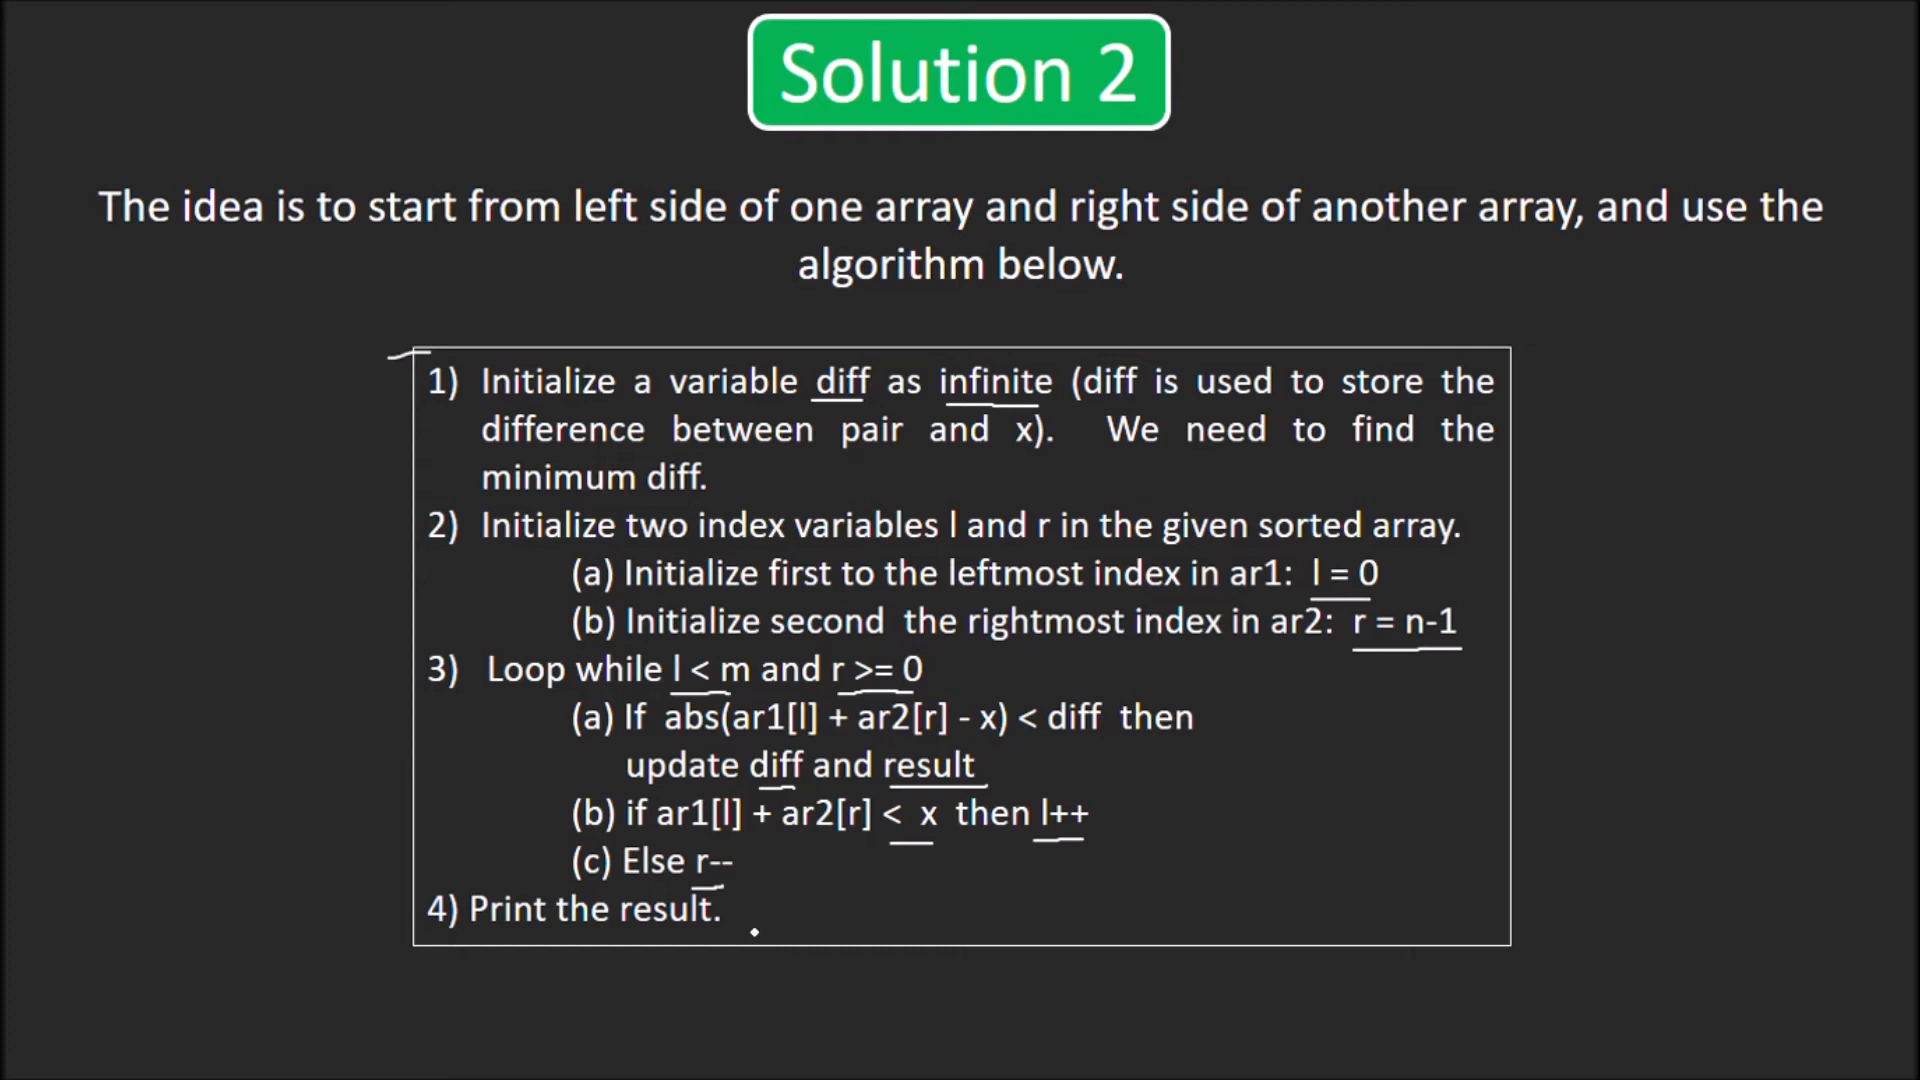 Solution 2
The idea is to start from left side of one array and right side of another array, and use the
algorithm below.
1) Initialize a variable diff as infinite (diff is used to store the
difference between pair and x). We need to find the
minimum diff.
2) Initialize two index variables l and r in the given sorted array.
(a) Initialize first to the leftmost index in ar1: l = 0
(b) Initialize second the rightmost index in ar2: r = n-1
3) Loop while l < m and r >= 0
(a) If abs(ar1[l] + ar2[r] - x) < diff then
update diff and result
(b) if ar1[l] + ar2[r] < x then l++
(c) Else r--
4) Print the result.